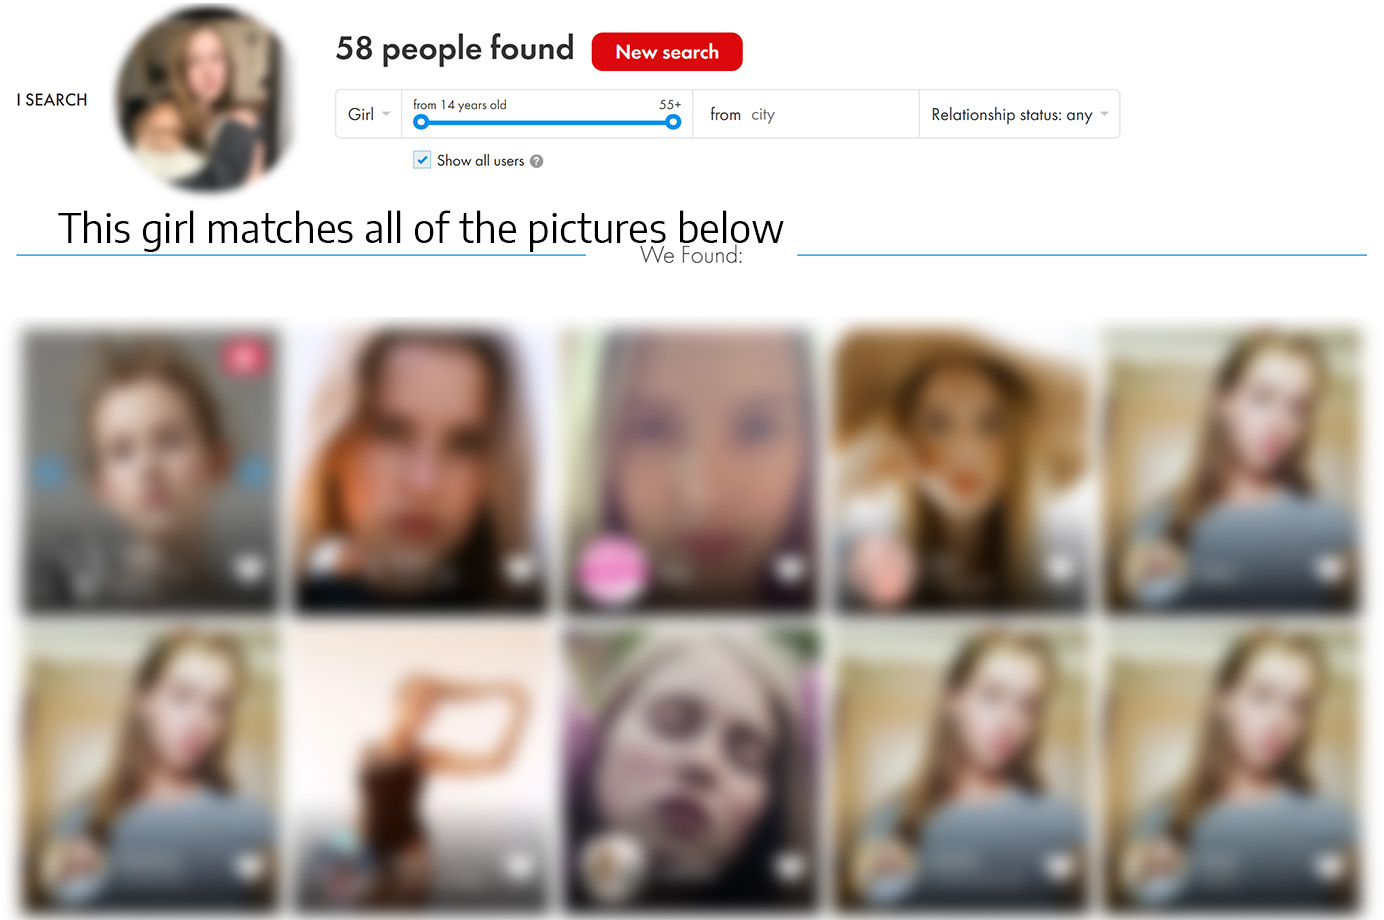 58 people found
New search
I SEARCH
Girl
from 14 years old
55+
from city
Relationship status: any
Show all users ?
This girl matches all of the pictures below
We Found: